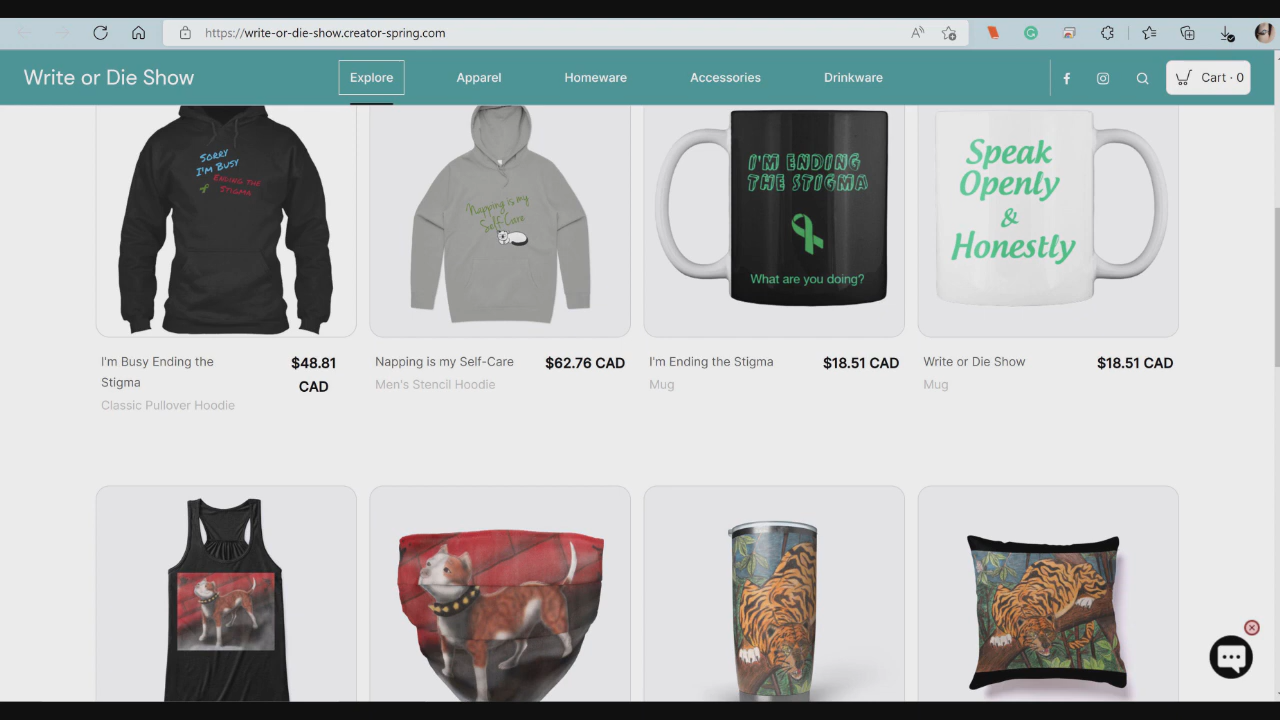 https://write-or-die-show.creator-spring.com
Write or Die Show
Explore
Apparel
Homeware
Accessories
Drinkware
Cart · 0
SORRY
I'M BUSY
ENDING THE
STIGMA
Napping is my
Self-Care
I'M ENDING
THE STIGMA
What are you doing?
Speak
Openly
&
Honestly
I'm Busy Ending the
Stigma
$48.81
CAD
Classic Pullover Hoodie
Napping is my Self-Care
$62.76 CAD
Men's Stencil Hoodie
I'm Ending the Stigma
$18.51 CAD
Mug
Write or Die Show
$18.51 CAD
Mug